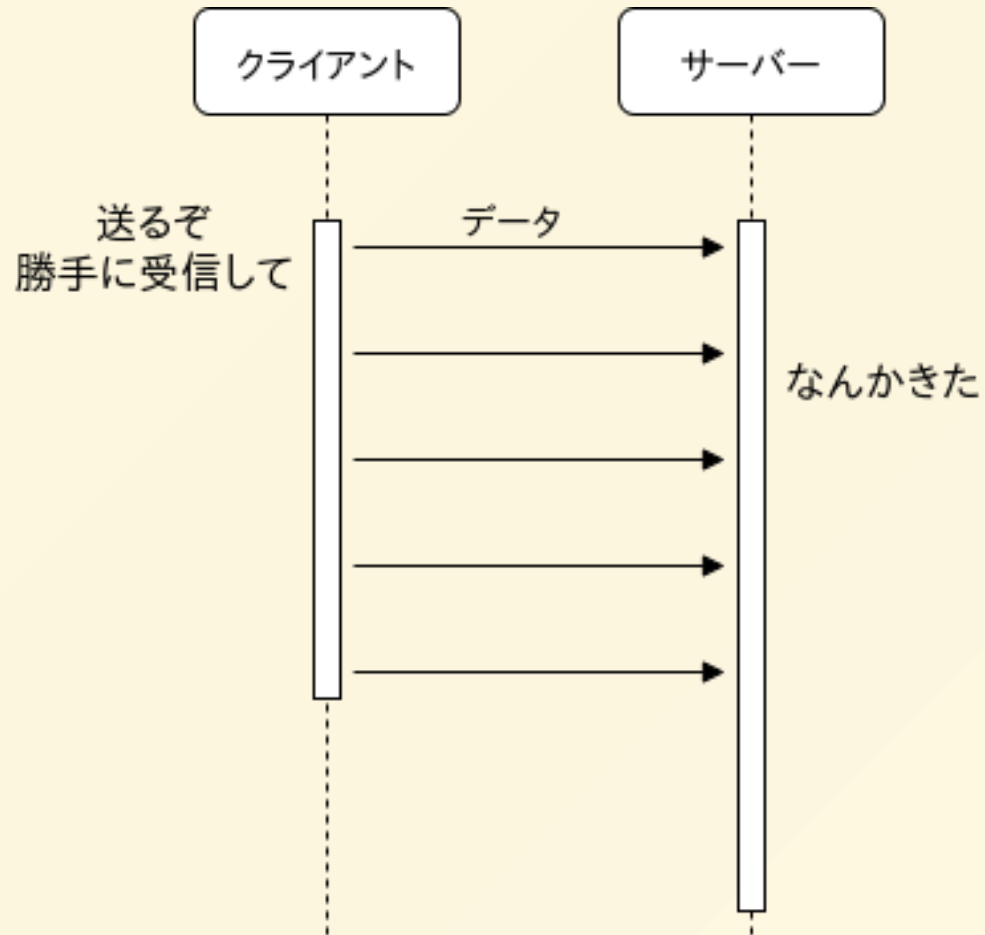 クライアント
サーバー
送るぞ
勝手に受信して
データ
なんかきた